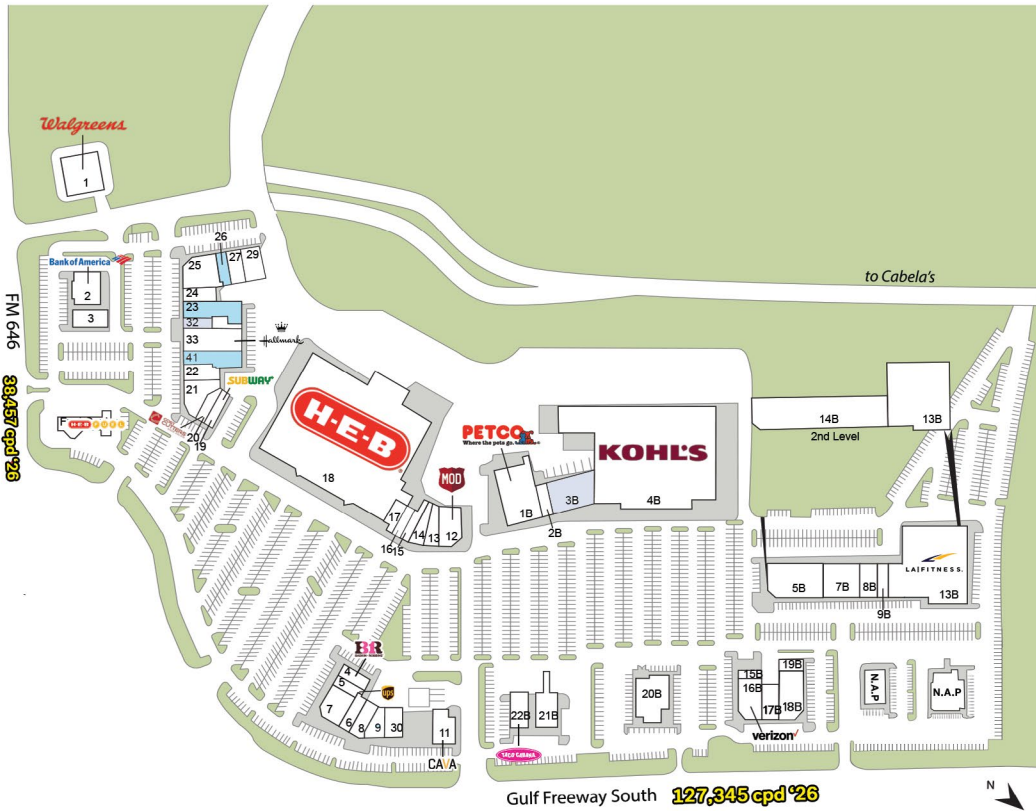 Walgreens
1
26
Bank of America
25
27
29
2
24
to Cabela's
23
3
32
FM 646
33
Hallmark
41
22
SUBWAY
38,457 cpd '26
21
H-E-B
14B
13B
F
H-E-B FUEL
2nd Level
PETCO
Where the pets go.
KOHL'S
20
19
18
MOD
3B
4B
1B
17
2B
14
13
12
16
15
LA|FITNESS.
5B
7B
8B
13B
9B
BR
4
19B
5
15B
N.A.P
N.A.P
ups
16B
20B
7
22B
21B
17B
18B
6
8
9
30
11
verizon
TACO CABANA
CAVA
Gulf Freeway South 127,345 cpd '26
N